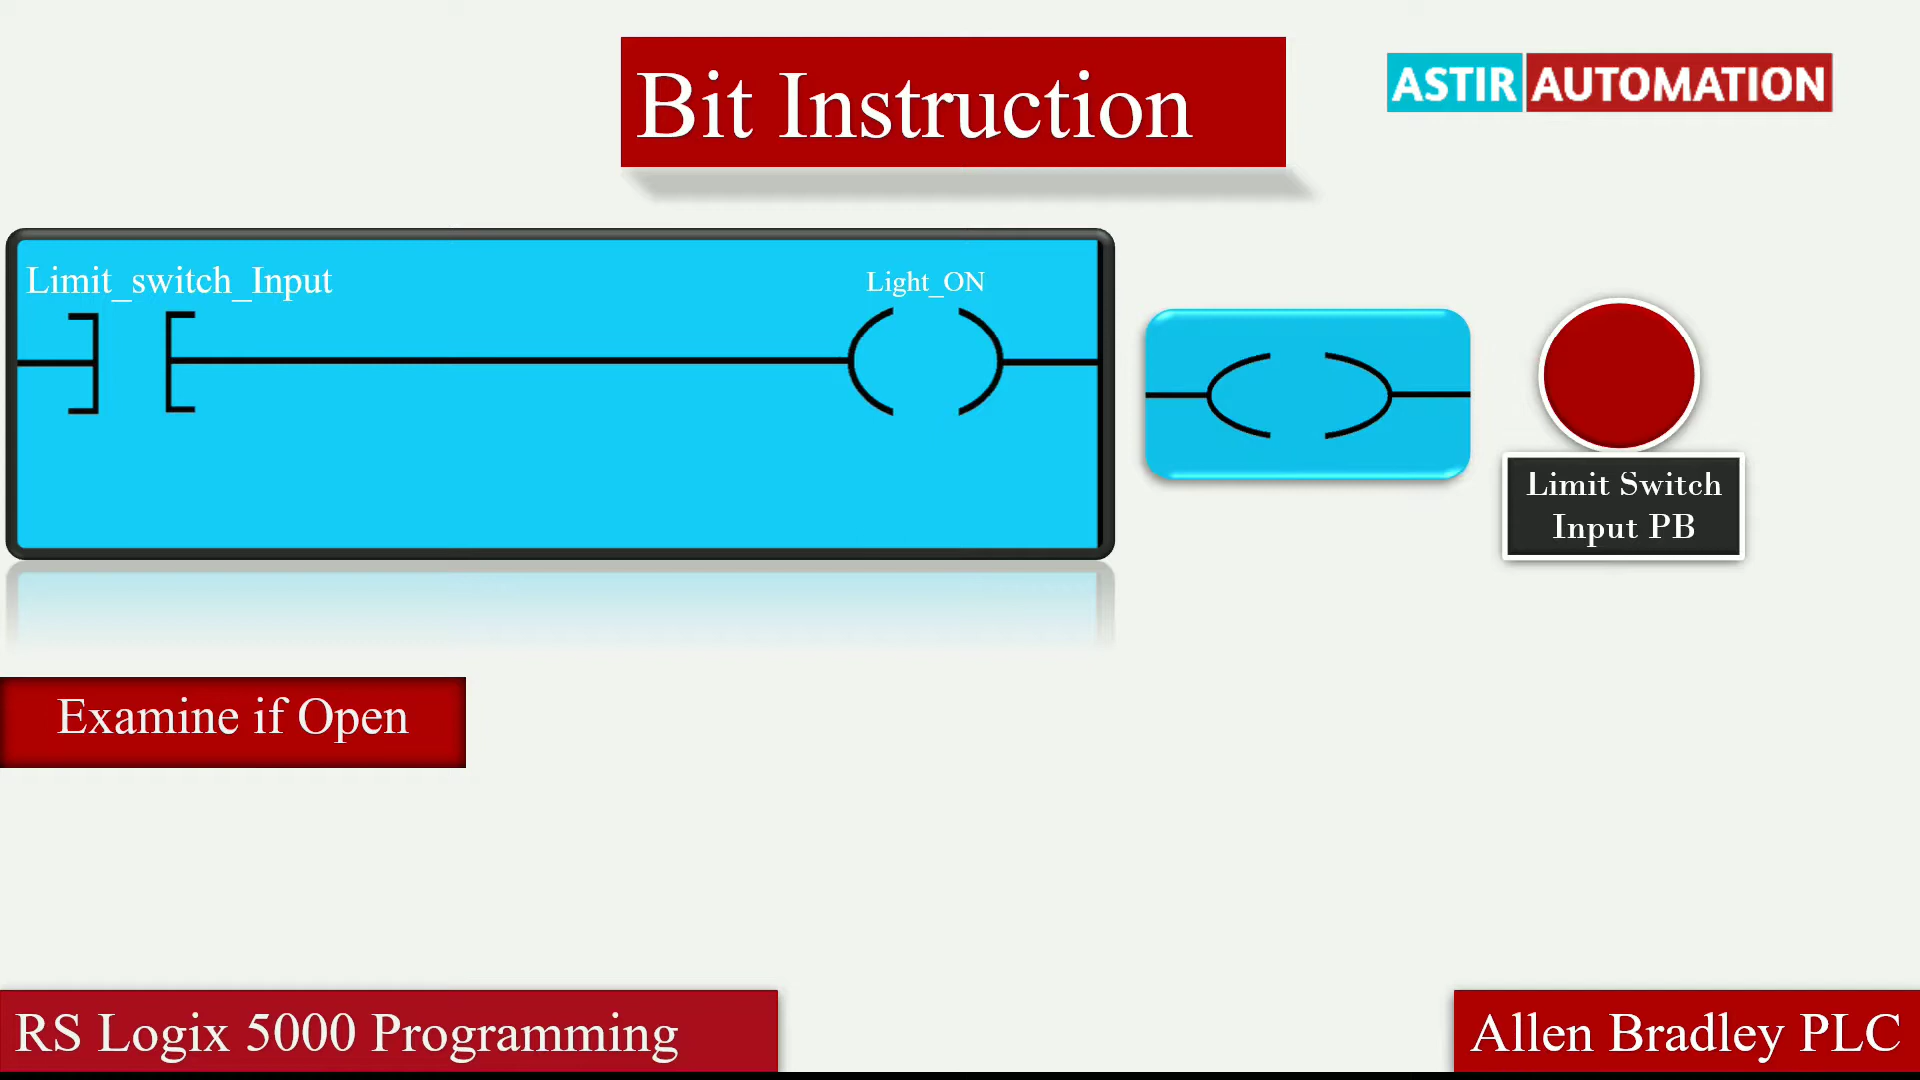 Bit Instruction
ASTIR AUTOMATION
Limit_switch_Input
Light_ON
Limit Switch
Input PB
Examine if Open
RS Logix 5000 Programming
Allen Bradley PLC